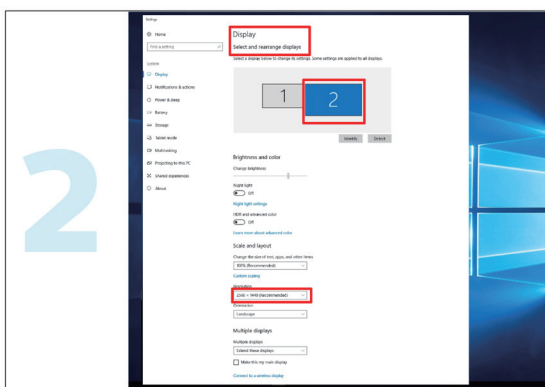 2
Settings
Home
Find a setting
System
Display
Notifications & actions
Power & sleep
Battery
Storage
Tablet mode
Multitasking
Projecting to this PC
Shared experiences
About
Display
Select and rearrange displays
Select a display below to change its settings. Some settings are applied to all displays.
1
2
Identify
Detect
Brightness and color
Change brightness
Night light
Off
Night light settings
HDR and advanced color
Off
Learn more about advanced color
Scale and layout
Change the size of text, apps, and other items
100% (Recommended)
Custom scaling
Resolution
2560 × 1440 (Recommended)
Orientation
Landscape
Multiple displays
Multiple displays
Extend these displays
Make this my main display
Connect to a wireless display